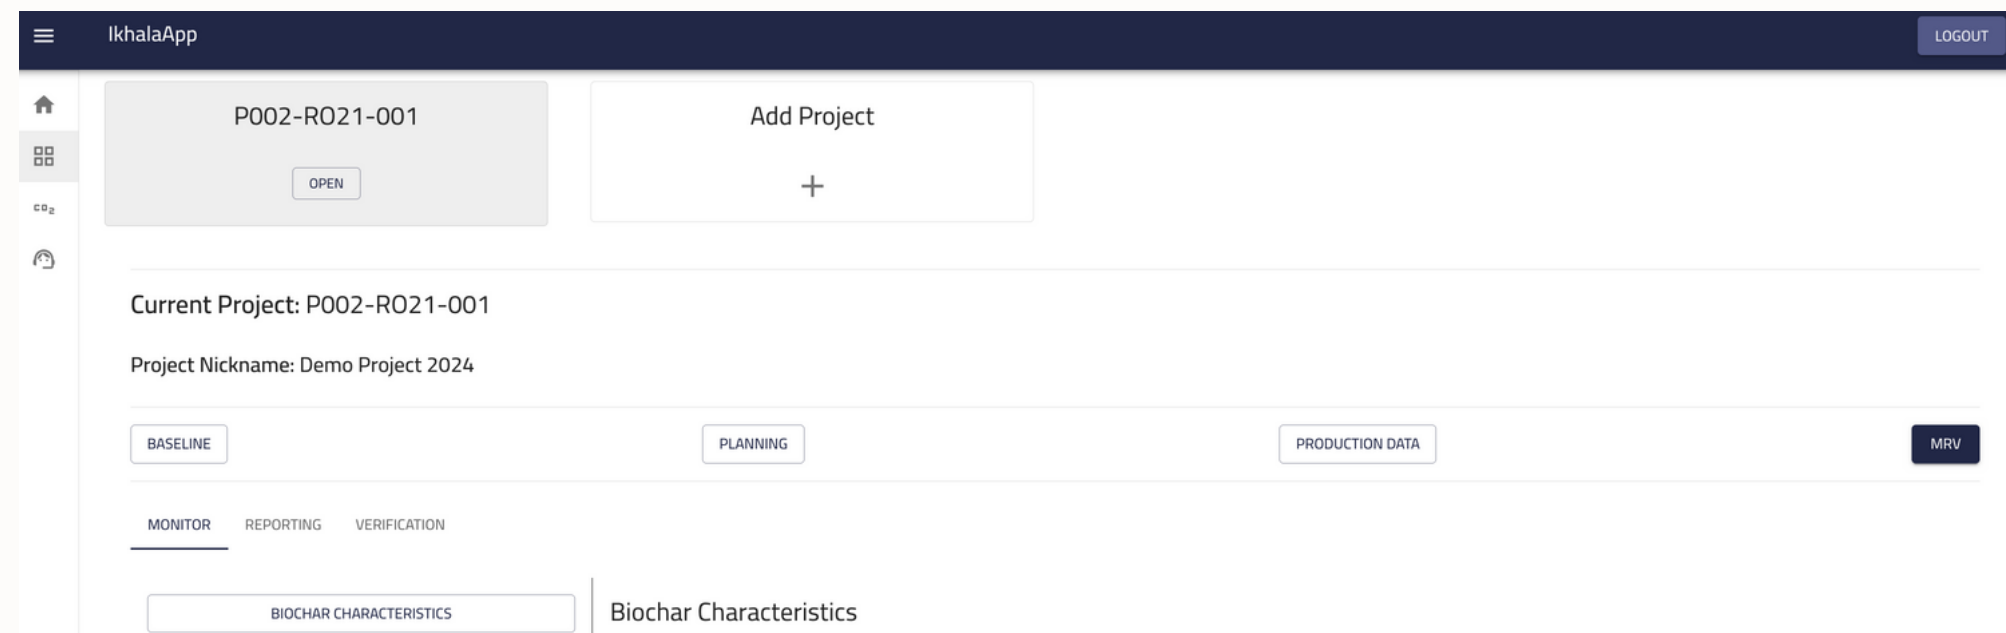 IkhalaApp
LOGOUT
P002-RO21-001
OPEN
Add Project
CO2
Current Project: P002-RO21-001
Project Nickname: Demo Project 2024
BASELINE
PLANNING
PRODUCTION DATA
MRV
MONITOR REPORTING VERIFICATION
BIOCHAR CHARACTERISTICS
Biochar Characteristics